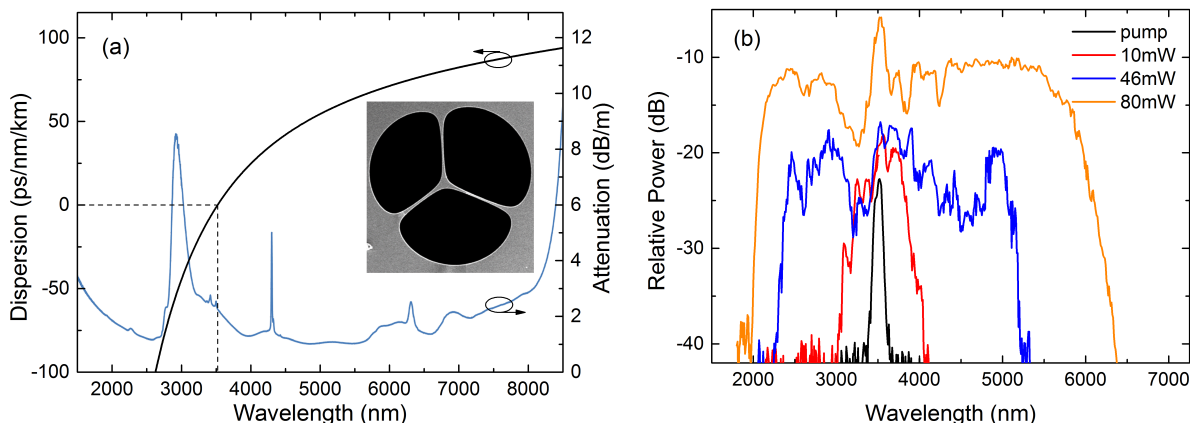 (a)
Dispersion (ps/nm/km)
100
50
0
-50
-100
2000 3000 4000 5000 6000 7000 8000
Wavelength (nm)
12
10
8
6
4
2
0
Attenuation (dB/m)
(b)
Relative Power (dB)
-10
-20
-30
-40
2000 3000 4000 5000 6000 7000
Wavelength (nm)
pump
10mW
46mW
80mW